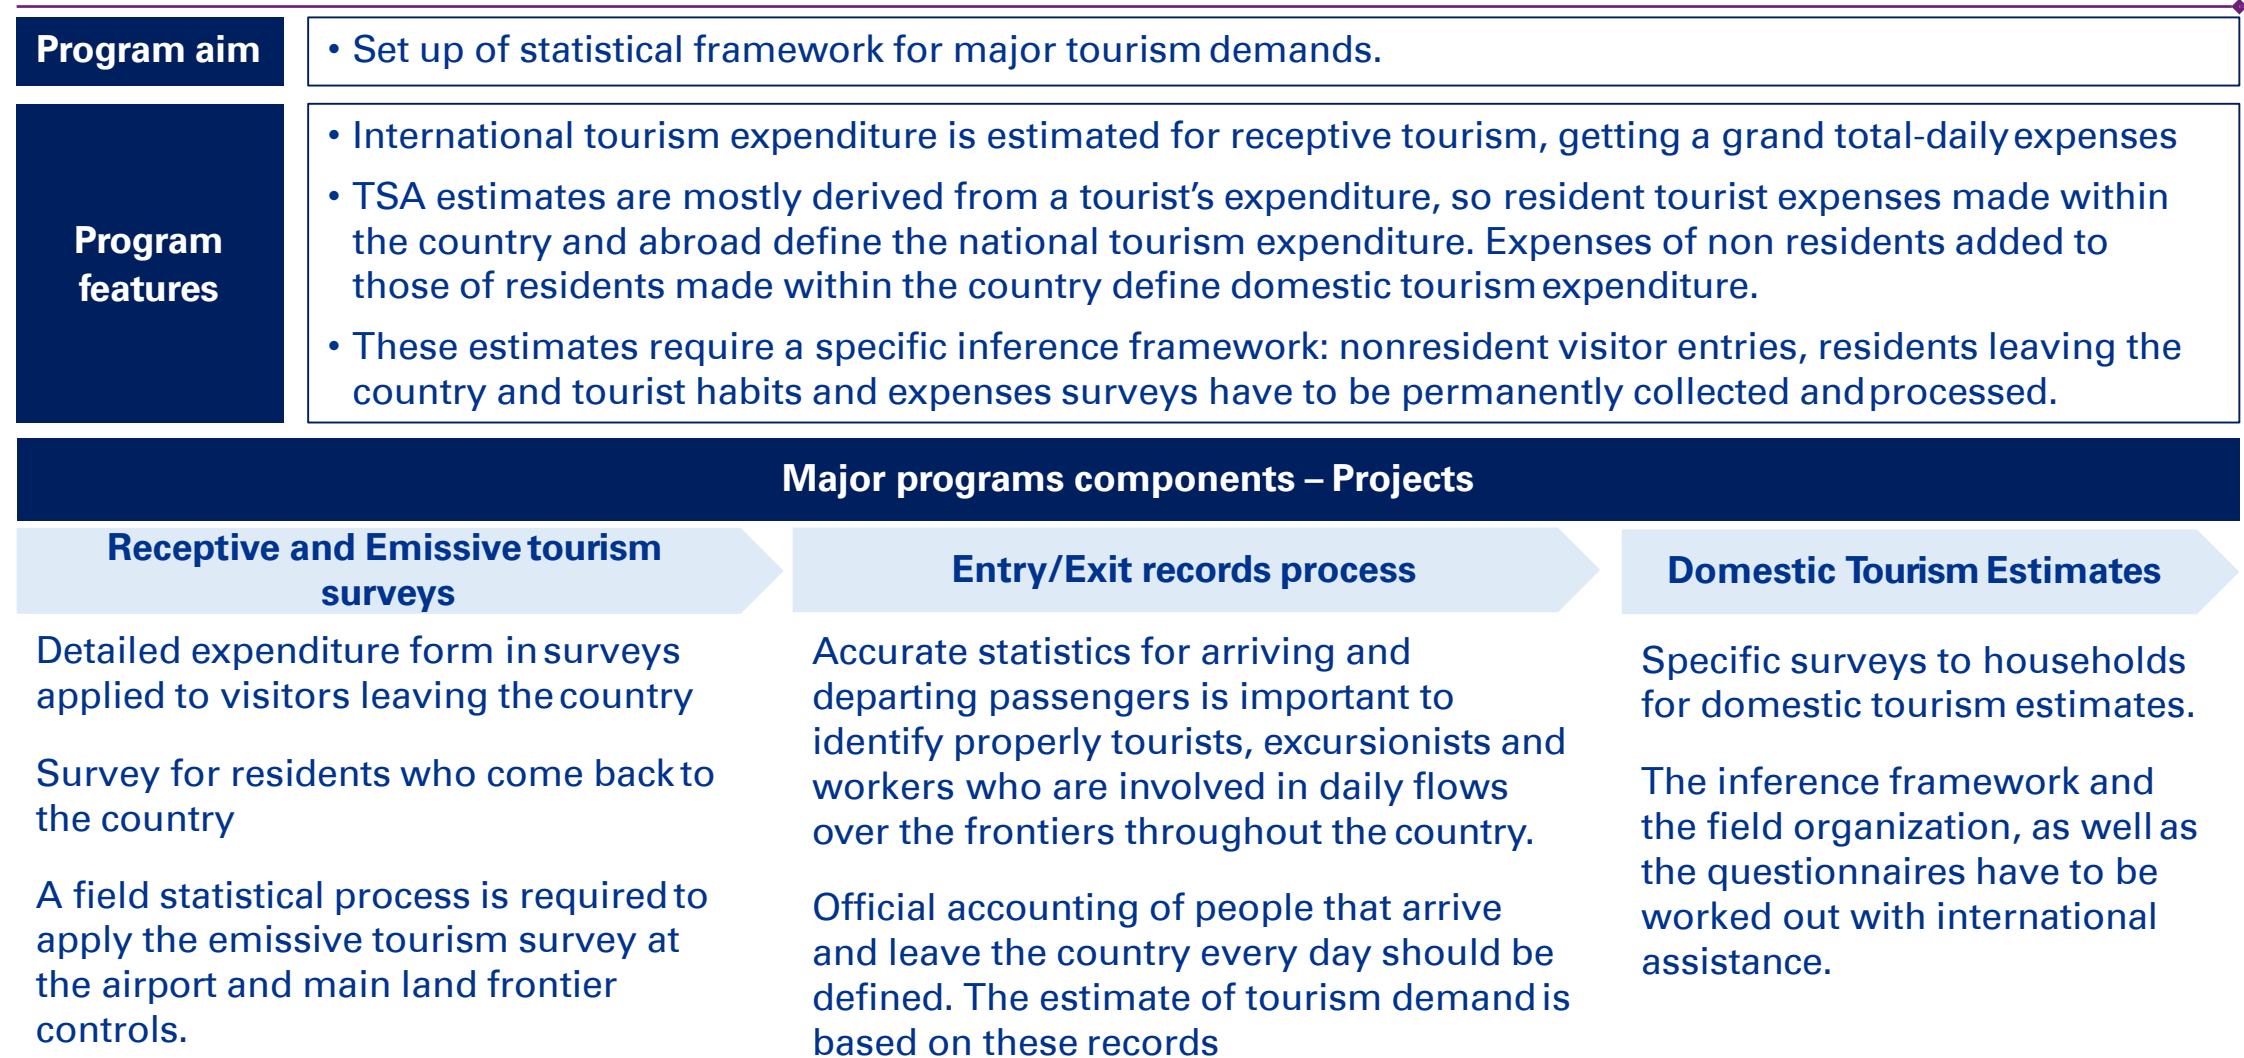 Program aim
• Set up of statistical framework for major tourism demands.
Program
features
• International tourism expenditure is estimated for receptive tourism, getting a grand total-daily expenses
• TSA estimates are mostly derived from a tourist’s expenditure, so resident tourist expenses made within
the country and abroad define the national tourism expenditure. Expenses of non residents added to
those of residents made within the country define domestic tourism expenditure.
• These estimates require a specific inference framework: nonresident visitor entries, residents leaving the
country and tourist habits and expenses surveys have to be permanently collected and processed.
Major programs components – Projects
Receptive and Emissive tourism
surveys
Detailed expenditure form in surveys
applied to visitors leaving the country
Survey for residents who come back to
the country
A field statistical process is required to
apply the emissive tourism survey at
the airport and main land frontier
controls.
Entry/Exit records process
Accurate statistics for arriving and
departing passengers is important to
identify properly tourists, excursionists and
workers who are involved in daily flows
over the frontiers throughout the country.
Official accounting of people that arrive
and leave the country every day should be
defined. The estimate of tourism demand is
based on these records
Domestic Tourism Estimates
Specific surveys to households
for domestic tourism estimates.
The inference framework and
the field organization, as well as
the questionnaires have to be
worked out with international
assistance.